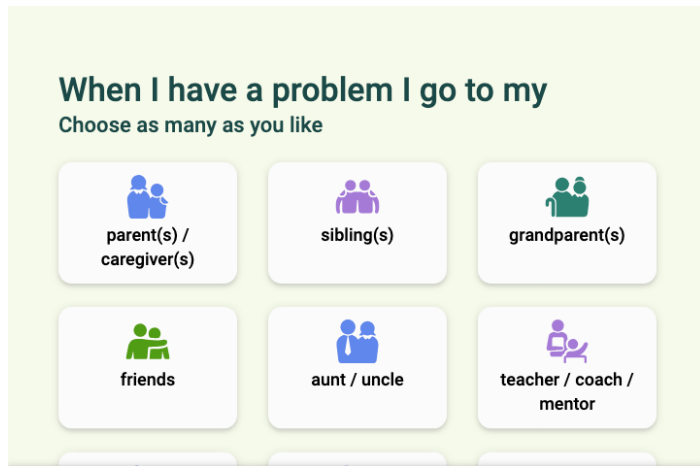 When I have a problem I go to my
Choose as many as you like
parent(s) /
caregiver(s)
sibling(s)
grandparent(s)
friends
aunt / uncle
teacher / coach /
mentor